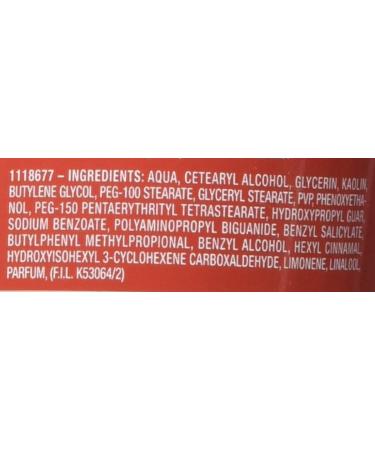 1118677 – INGREDIENTS: AQUA, CETEARYL ALCOHOL, GLYCERIN, KAOLIN,
BUTYLENE GLYCOL, PEG-100 STEARATE, GLYCERYL STEARATE, PVP, PHENOXYETHA-
NOL, PEG-150 PENTAERYTHRITYL TETRASTEARATE, HYDROXYPROPYL GUAR,
SODIUM BENZOATE, POLYAMINOPROPYL BIGUANIDE, BENZYL SALICYLATE,
BUTYLPHENYL METHYLPROPIONAL, BENZYL ALCOHOL, HEXYL CINNAMAL,
HYDROXYISOHEXYL 3-CYCLOHEXENE CARBOXALDEHYDE, LIMONENE, LINALOOL,
PARFUM, (F.I.L. K53064/2)